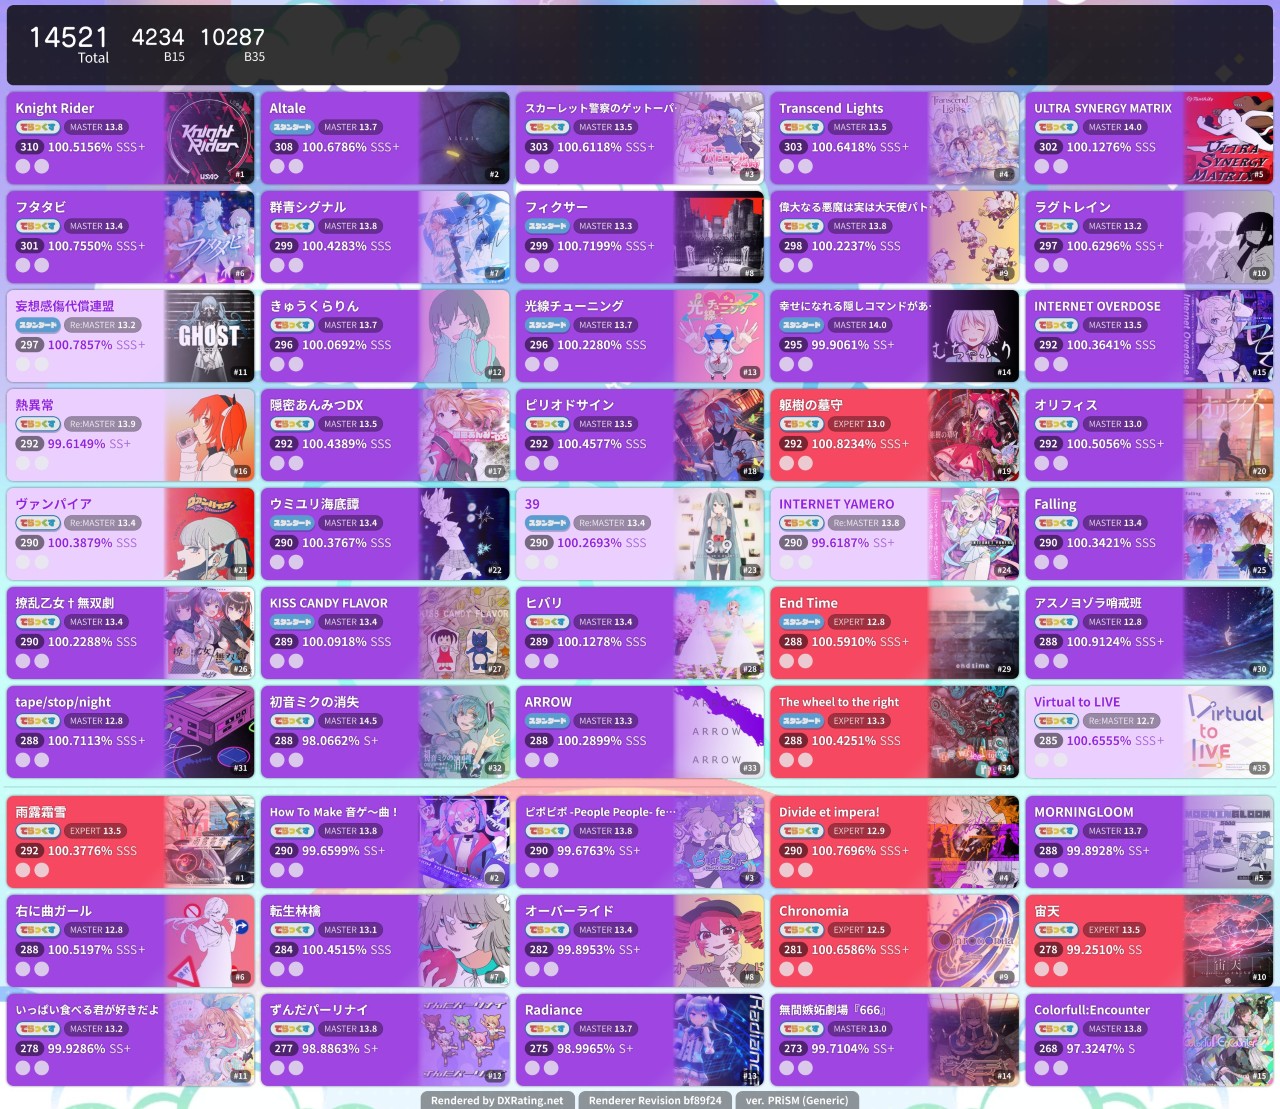 14521 4234 10287
Total B15 B35
Knight Rider
でらっくす MASTER 13.8
310 100.5156% SSS+
#1
Altale
スタンダード MASTER 13.7
308 100.6786% SSS+
#2
スカーレット警察のゲットーパ…
でらっくす MASTER 13.5
303 100.6118% SSS+
#3
Transcend Lights
でらっくす MASTER 13.5
303 100.6418% SSS+
#4
ULTRA SYNERGY MATRIX
でらっくす MASTER 14.0
302 100.1276% SSS
#5
フタタビ
でらっくす MASTER 13.4
301 100.7550% SSS+
#6
群青シグナル
でらっくす MASTER 13.8
299 100.4283% SSS
#7
フィクサー
スタンダード MASTER 13.3
299 100.7199% SSS+
#8
偉大なる悪魔は実は大天使パト…
でらっくす MASTER 13.8
298 100.2237% SSS
#9
ラグトレイン
でらっくす MASTER 13.2
297 100.6296% SSS+
#10
妄想感傷代償連盟
スタンダード Re:MASTER 13.2
297 100.7857% SSS+
GHOST
#11
きゅうくらりん
でらっくす MASTER 13.7
296 100.0692% SSS
#12
光線チューニング
スタンダード MASTER 13.7
296 100.2280% SSS
#13
幸せになれる隠しコマンドがあ…
スタンダード MASTER 14.0
295 99.9061% SS+
#14
INTERNET OVERDOSE
でらっくす MASTER 13.5
292 100.3641% SSS
#15
熱異常
でらっくす Re:MASTER 13.9
292 99.6149% SS+
#16
隠密あんみつDX
でらっくす MASTER 13.5
292 100.4389% SSS
#17
ピリオドサイン
でらっくす MASTER 13.5
292 100.4577% SSS
#18
躯樹の墓守
でらっくす EXPERT 13.0
292 100.8234% SSS+
#19
オリフィス
でらっくす MASTER 13.0
292 100.5056% SSS+
#20
ヴァンパイア
でらっくす Re:MASTER 13.4
290 100.3879% SSS
#21
ウミユリ海底譚
スタンダード MASTER 13.4
290 100.3767% SSS
#22
39
スタンダード Re:MASTER 13.4
290 100.2693% SSS
#23
INTERNET YAMERO
でらっくす Re:MASTER 13.8
290 99.6187% SS+
#24
Falling
でらっくす MASTER 13.4
290 100.3421% SSS
#25
撩乱乙女†無双劇
でらっくす MASTER 13.4
290 100.2288% SSS
#26
KISS CANDY FLAVOR
スタンダード MASTER 13.4
289 100.0918% SSS
#27
ヒバリ
でらっくす MASTER 13.4
289 100.1278% SSS
#28
End Time
スタンダード EXPERT 12.8
288 100.5910% SSS+
#29
アスノヨゾラ哨戒班
スタンダード MASTER 12.8
288 100.9124% SSS+
#30
tape/stop/night
でらっくす MASTER 12.8
288 100.7113% SSS+
#31
初音ミクの消失
でらっくす MASTER 14.5
288 98.0662% S+
#32
ARROW
スタンダード MASTER 13.3
288 100.2899% SSS
ARROW
ARROW
#33
The wheel to the right
スタンダード EXPERT 13.3
288 100.4251% SSS
#34
Virtual to LIVE
でらっくす Re:MASTER 12.7
285 100.6555% SSS+
Virtual
to
LIVE
#35
雨露霜雪
でらっくす EXPERT 13.5
292 100.3776% SSS
#1
How To Make 音ゲ〜曲！
でらっくす MASTER 13.8
290 99.6599% SS+
#2
ピポピポ -People People- fe…
でらっくす MASTER 13.8
290 99.6763% SS+
#3
Divide et impera!
でらっくす EXPERT 12.9
290 100.7696% SSS+
#4
MORNINGLOOM
でらっくす MASTER 13.7
288 99.8928% SS+
#5
右に曲ガール
でらっくす MASTER 12.8
288 100.5197% SSS+
#6
転生林檎
でらっくす MASTER 13.1
284 100.4515% SSS
#7
オーバーライド
でらっくす MASTER 13.4
282 99.8953% SS+
#8
Chronomia
でらっくす EXPERT 12.5
281 100.6586% SSS+
#9
宙天
でらっくす EXPERT 13.5
278 99.2510% SS
宙天
#10
いっぱい食べる君が好きだよ
でらっくす MASTER 13.2
278 99.9286% SS+
#11
ずんだパーリナイ
でらっくす MASTER 13.8
277 98.8863% S+
#12
Radiance
でらっくす MASTER 13.7
275 98.9965% S+
Radiance
#13
無間嫉妬劇場『666』
でらっくす MASTER 13.0
273 99.7104% SS+
#14
Colorfull:Encounter
でらっくす MASTER 13.8
268 97.3247% S
#15
Rendered by DXRating.net Renderer Revision bf89f24 ver. PRiSM (Generic)